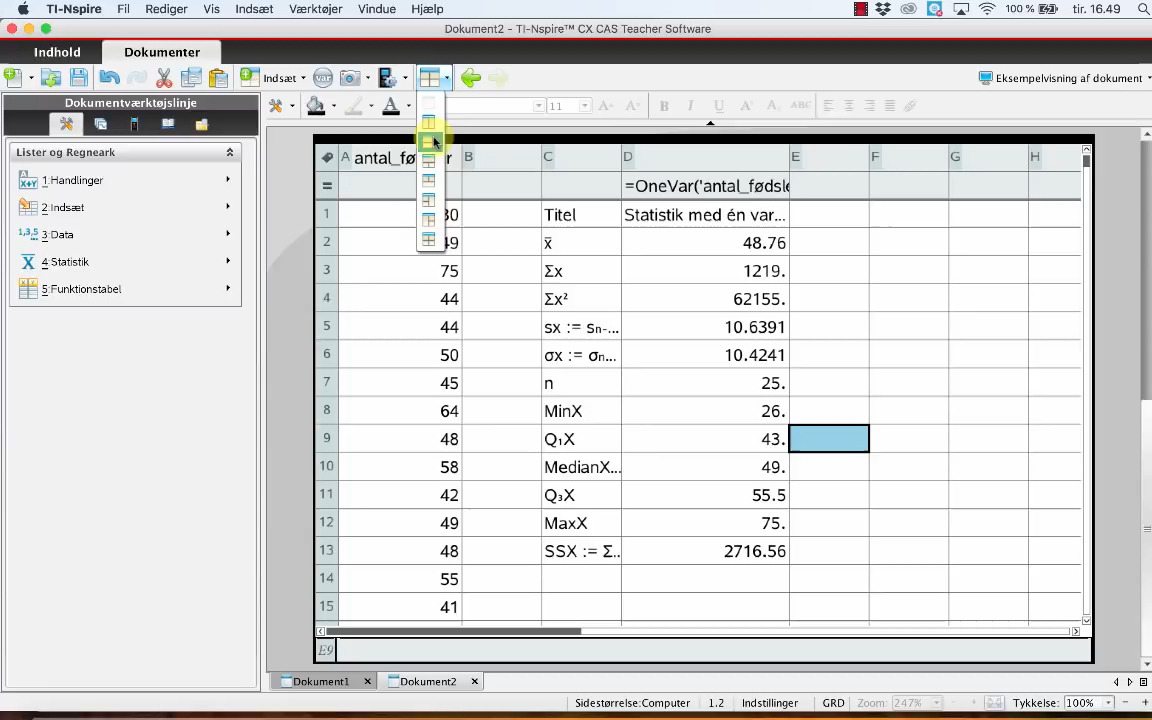 TI-Nspire Fil Rediger Vis Indsæt Værktøjer Vindue Hjælp 100 % tir. 16.49
Dokument2 - TI-Nspire™ CX CAS Teacher Software
Indhold Dokumenter
Indsæt var Eksempelvisning af dokument
Dokumentværktøjslinje
11 A B I U ABC
Lister og Regneark
1:Handlinger
2:Indsæt
3:Data
4:Statistik
5:Funktionstabel
A B C D E F G H
= =OneVar('antal_fødsle
1 Titel Statistik med én var...
2 x̄ 48.76
3 75 Σx 1219.
4 44 Σx² 62155.
5 44 sx := sn-... 10.6391
6 50 σx := σn... 10.4241
7 45 n 25.
8 64 MinX 26.
9 48 Q₁X 43.
10 58 MedianX... 49.
11 42 Q₃X 55.5
12 49 MaxX 75.
13 48 SSX := Σ... 2716.56
14 55
15 41
E9
Dokument1 Dokument2
Sidestørrelse:Computer 1.2 Indstillinger GRD Zoom: 247% Tykkelse: 100%